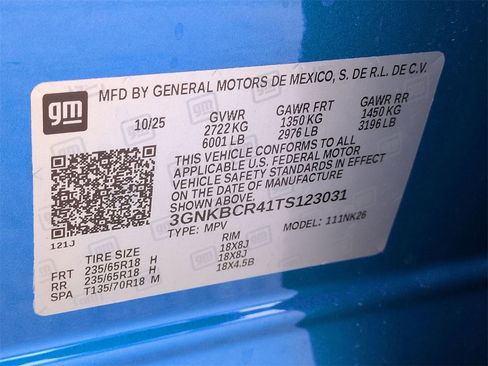 gm
MFD BY GENERAL MOTORS DE MEXICO, S. DE R.L. DE C.V.
10/25 GVWR GAWR FRT GAWR RR
2722 KG 1350 KG 1450 KG
6001 LB 2976 LB 3196 LB
THIS VEHICLE CONFORMS TO ALL
APPLICABLE U.S. FEDERAL MOTOR
VEHICLE SAFETY STANDARDS IN EFFECT
ON THE DATE OF MANUFACTURE
SHOWN ABOVE
3GNKBCR41TS123031
121J TYPE: MPV MODEL: 111NK26
TIRE SIZE RIM
FRT 235/65R18 H 18X8J
RR 235/65R18 H 18X8J
SPA T135/70R18 M 18X4.5B